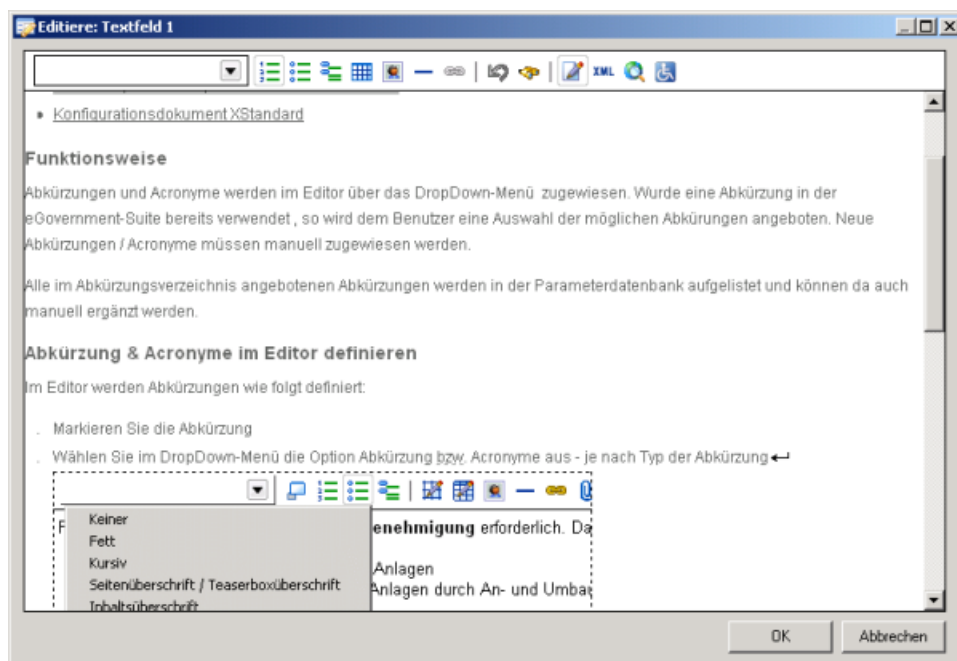 Editiere: Textfeld 1
XML
Konfigurationsdokument XStandard
Funktionsweise
Abkürzungen und Acronyme werden im Editor über das DropDown-Menü zugewiesen. Wurde eine Abkürzung in der
eGovernment-Suite bereits verwendet , so wird dem Benutzer eine Auswahl der möglichen Abkürungen angeboten. Neue
Abkürzungen / Acronyme müssen manuell zugewiesen werden.
Alle im Abkürzungsverzeichnis angebotenen Abkürzungen werden in der Parameterdatenbank aufgelistet und können da auch
manuell ergänzt werden.
Abkürzung & Acronyme im Editor definieren
Im Editor werden Abkürzungen wie folgt definiert:
. Markieren Sie die Abkürzung
. Wählen Sie im DropDown-Menü die Option Abkürzung bzw. Acronyme aus - je nach Typ der Abkürzung
F enehmigung erforderlich. Da
Anlagen
Anlagen durch An- und Umbau
Keiner
Fett
Kursiv
Seitenüberschrift / Teaserboxüberschrift
Inhaltsüberschrift
OK Abbrechen